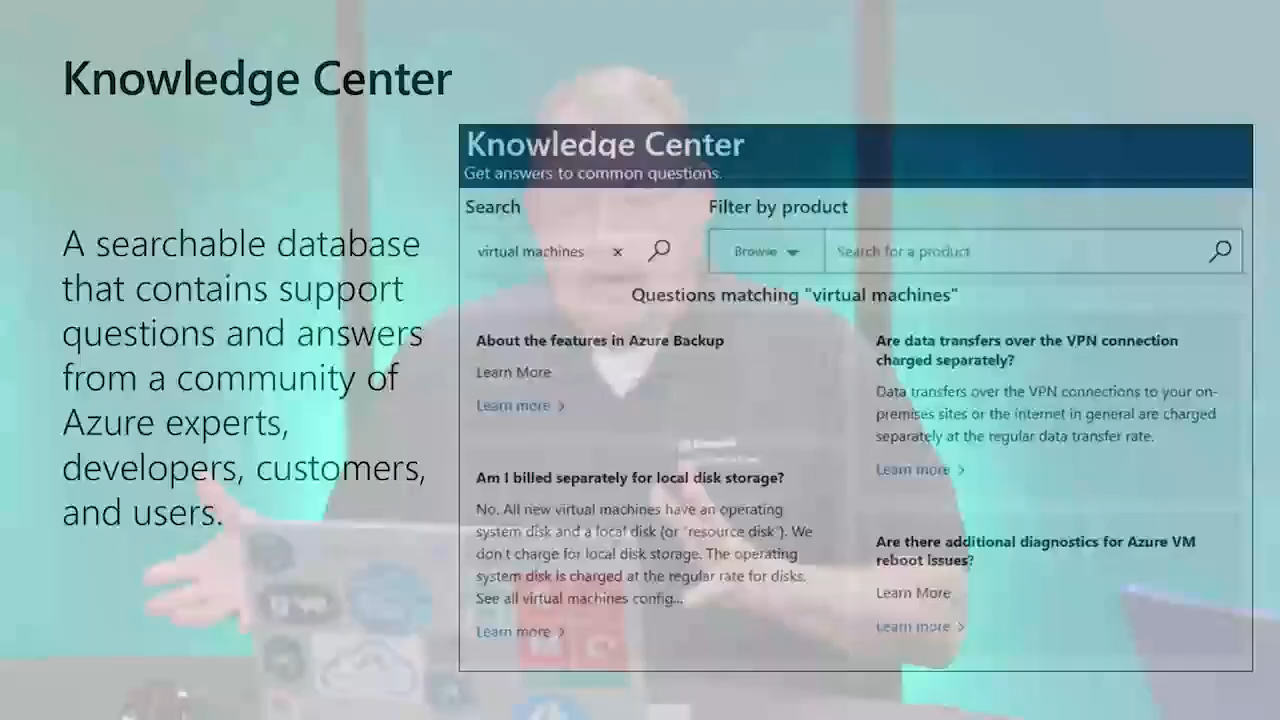 Knowledge Center
A searchable database
that contains support
questions and answers
from a community of
Azure experts,
developers, customers,
and users.
Knowledge Center
Get answers to common questions.
Search
Filter by product
virtual machines x
Browse
Search for a product
Questions matching "virtual machines"
About the features in Azure Backup
Learn More
Learn more >
Am I billed separately for local disk storage?
No. All new virtual machines have an operating
system disk and a local disk (or "resource disk"). We
don't charge for local disk storage. The operating
system disk is charged at the regular rate for disks.
See all virtual machines config...
Learn more >
Are data transfers over the VPN connection
charged separately?
Data transfers over the VPN connections to your on-
premises sites or the internet in general are charged
separately at the regular data transfer rate.
Learn more >
Are there additional diagnostics for Azure VM
reboot issues?
Learn More
Learn more >